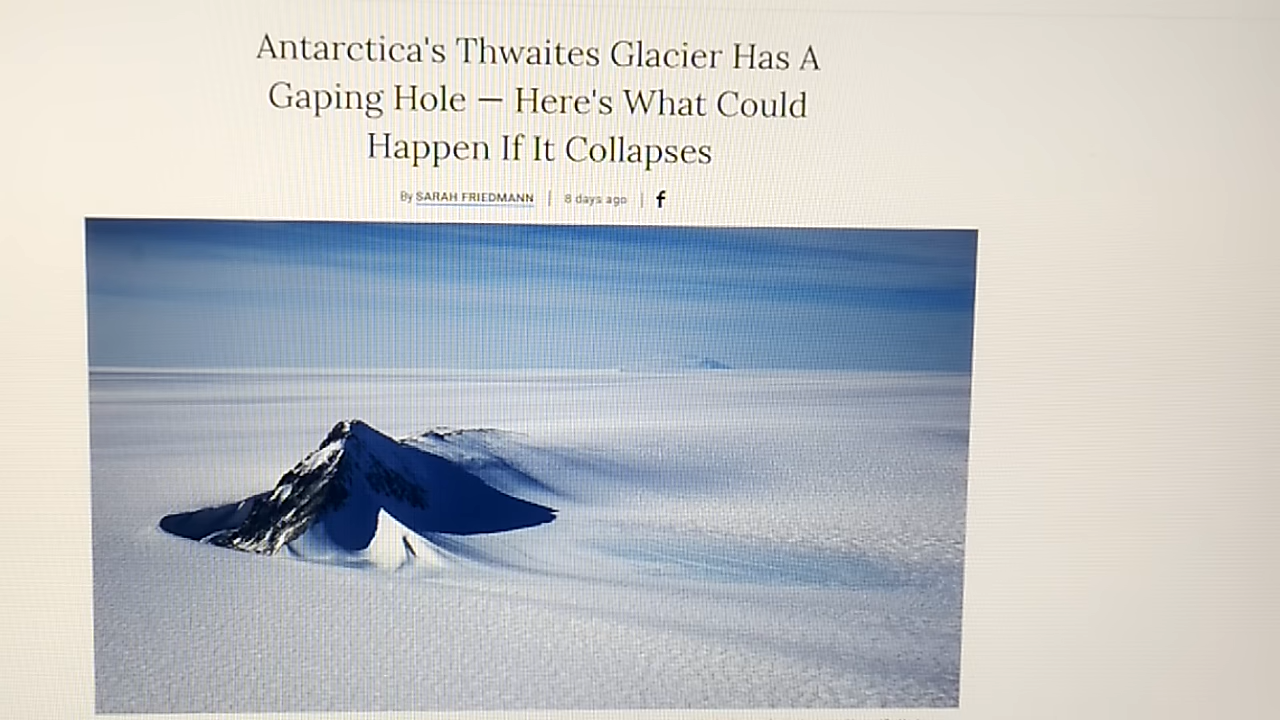 Antarctica's Thwaites Glacier Has A
Gaping Hole — Here's What Could
Happen If It Collapses
By SARAH FRIEDMANN | 8 days ago | f